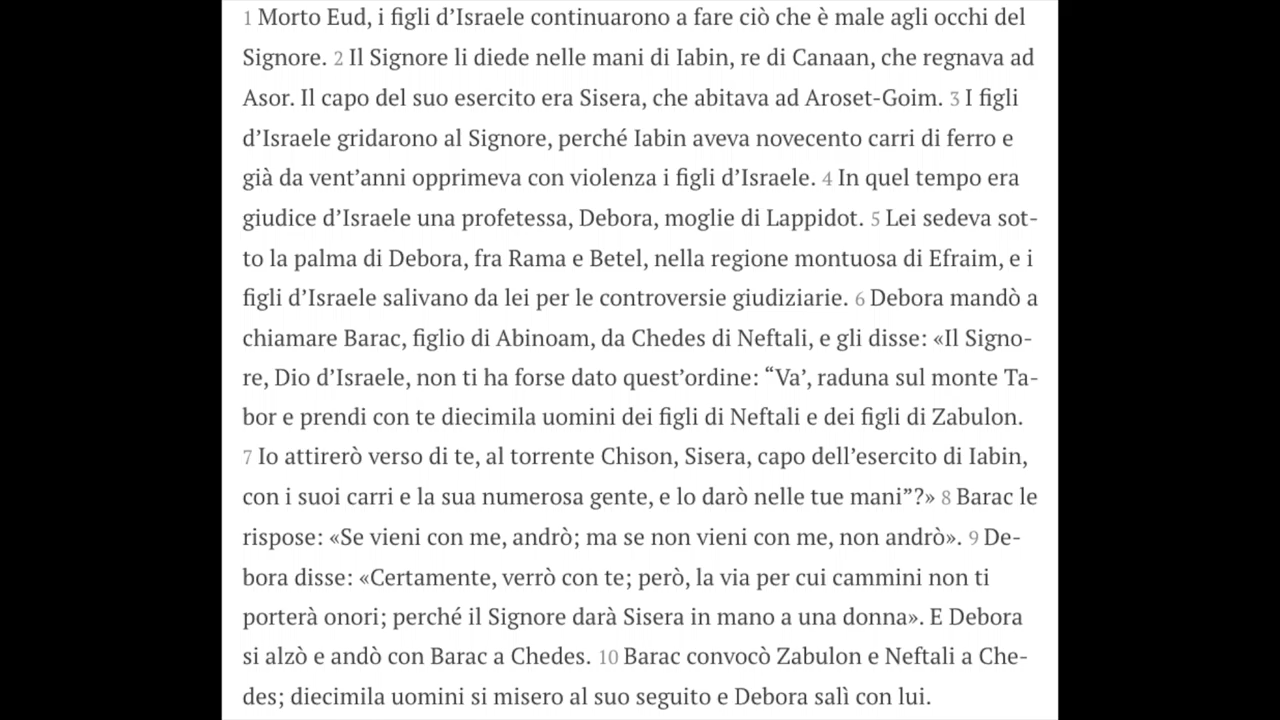 1 Morto Eud, i figli d’Israele continuarono a fare ciò che è male agli occhi del
Signore. 2 Il Signore li diede nelle mani di Iabin, re di Canaan, che regnava ad
Asor. Il capo del suo esercito era Sisera, che abitava ad Aroset-Goim. 3 I figli
d’Israele gridarono al Signore, perché Iabin aveva novecento carri di ferro e
già da vent’anni opprimeva con violenza i figli d’Israele. 4 In quel tempo era
giudice d’Israele una profetessa, Debora, moglie di Lappidot. 5 Lei sedeva sot-
to la palma di Debora, fra Rama e Betel, nella regione montuosa di Efraim, e i
figli d’Israele salivano da lei per le controversie giudiziarie. 6 Debora mandò a
chiamare Barac, figlio di Abinoam, da Chedes di Neftali, e gli disse: «Il Signo-
re, Dio d’Israele, non ti ha forse dato quest’ordine: “Va’, raduna sul monte Ta-
bor e prendi con te diecimila uomini dei figli di Neftali e dei figli di Zabulon.
7 Io attirerò verso di te, al torrente Chison, Sisera, capo dell’esercito di Iabin,
con i suoi carri e la sua numerosa gente, e lo darò nelle tue mani”?» 8 Barac le
rispose: «Se vieni con me, andrò; ma se non vieni con me, non andrò». 9 De-
bora disse: «Certamente, verrò con te; però, la via per cui cammini non ti
porterà onori; perché il Signore darà Sisera in mano a una donna». E Debora
si alzò e andò con Barac a Chedes. 10 Barac convocò Zabulon e Neftali a Che-
des; diecimila uomini si misero al suo seguito e Debora salì con lui.